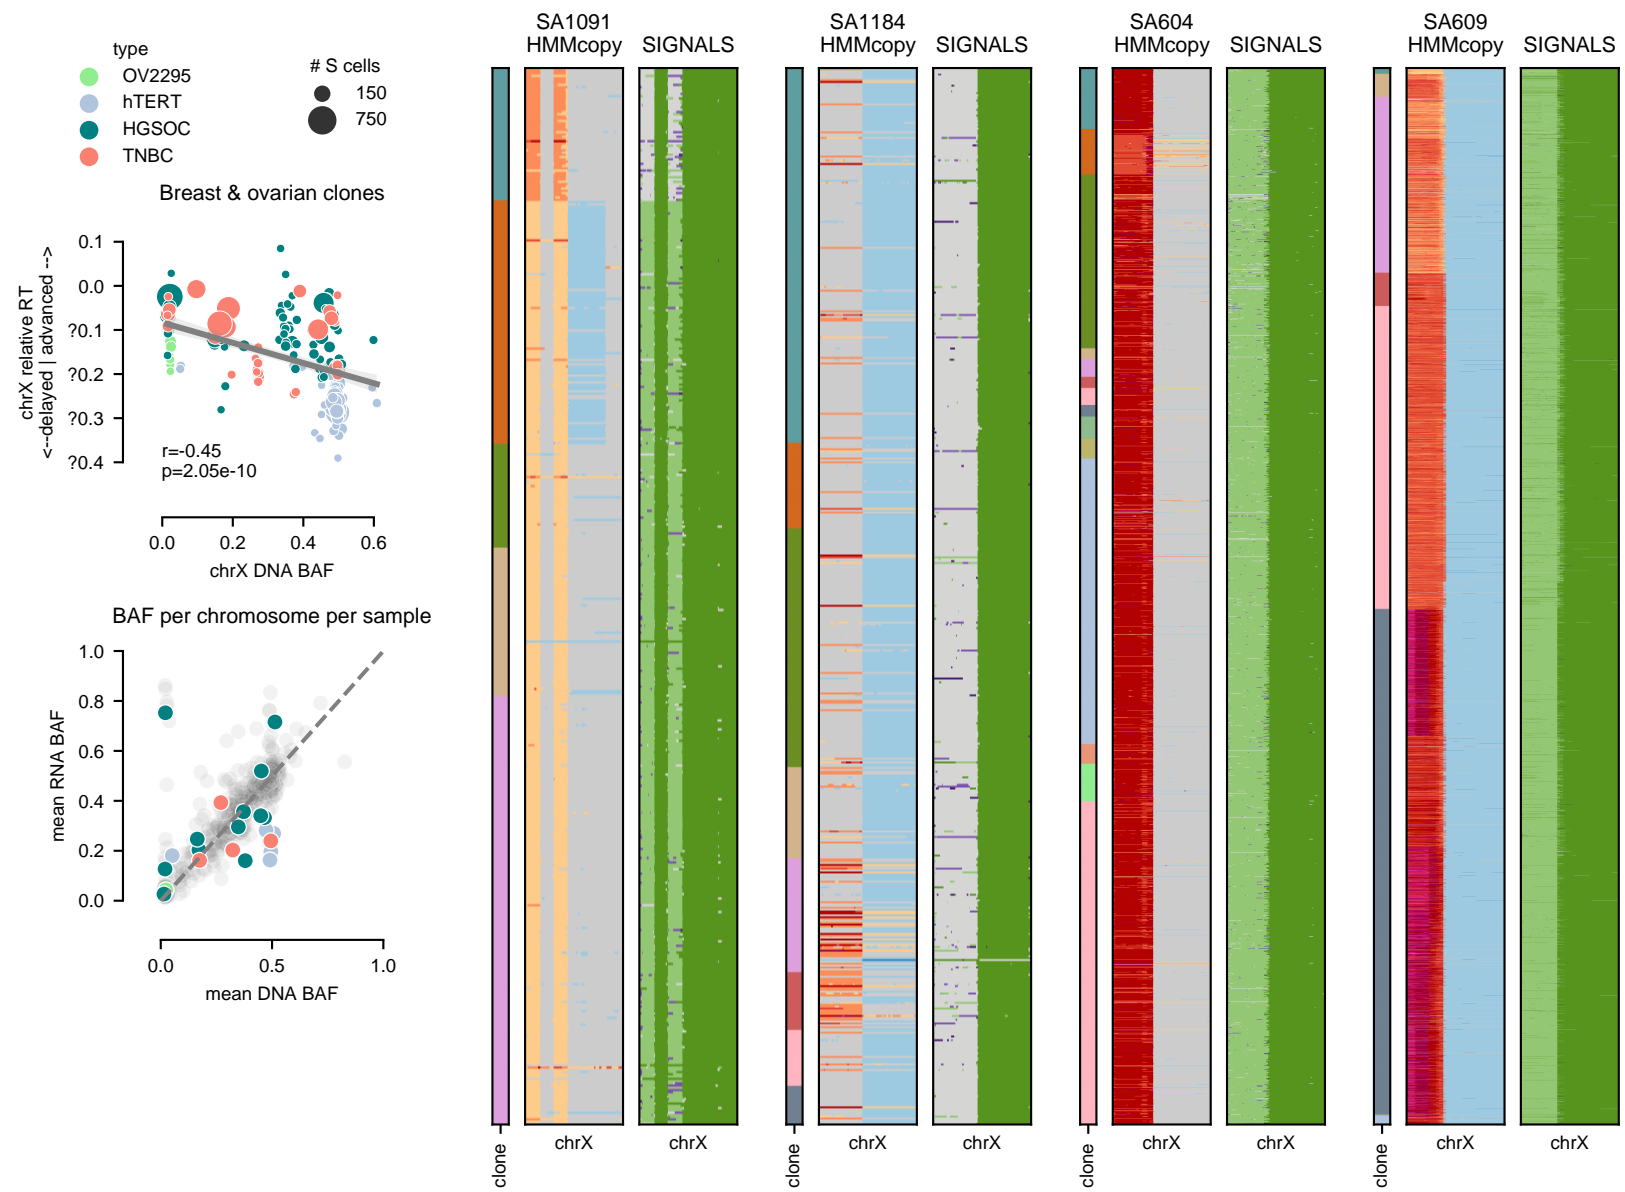 type
OV2295
hTERT
HGSOC
TNBC
# S cells
150
750
Breast & ovarian clones
chrX relative RT
<--delayed | advanced -->
0.1
0.0
?0.1
?0.2
?0.3
?0.4
r=-0.45
p=2.05e-10
0.0 0.2 0.4 0.6
chrX DNA BAF
BAF per chromosome per sample
mean RNA BAF
1.0
0.8
0.6
0.4
0.2
0.0
0.0 0.5 1.0
mean DNA BAF
SA1091
HMMcopy SIGNALS
clone
chrX chrX
SA1184
HMMcopy SIGNALS
clone
chrX chrX
SA604
HMMcopy SIGNALS
clone
chrX chrX
SA609
HMMcopy SIGNALS
clone
chrX chrX